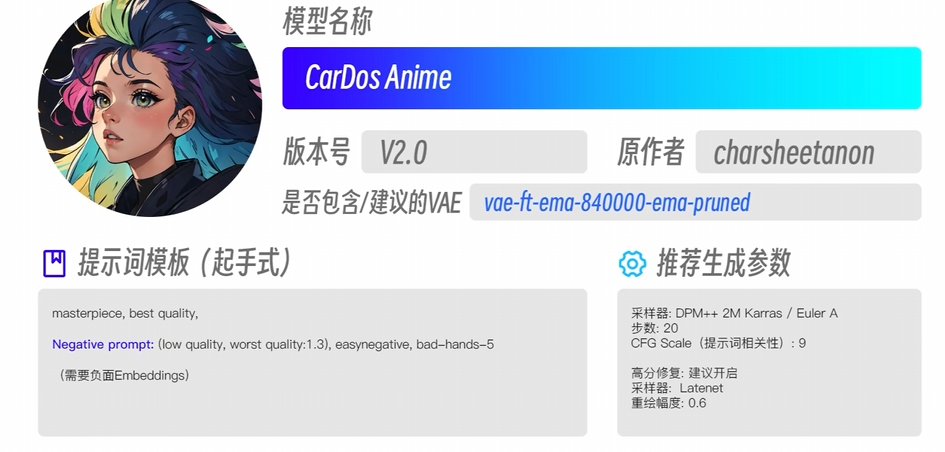 模型名称
CarDos Anime
版本号 V2.0 原作者 charsheetanon
是否包含/建议的VAE vae-ft-ema-840000-ema-pruned
提示词模板（起手式）
masterpiece, best quality,
Negative prompt: (low quality, worst quality:1.3), easynegative, bad-hands-5
（需要负面Embeddings）
推荐生成参数
采样器: DPM++ 2M Karras / Euler A
步数: 20
CFG Scale（提示词相关性）: 9
高分修复: 建议开启
采样器: Latenet
重绘幅度: 0.6